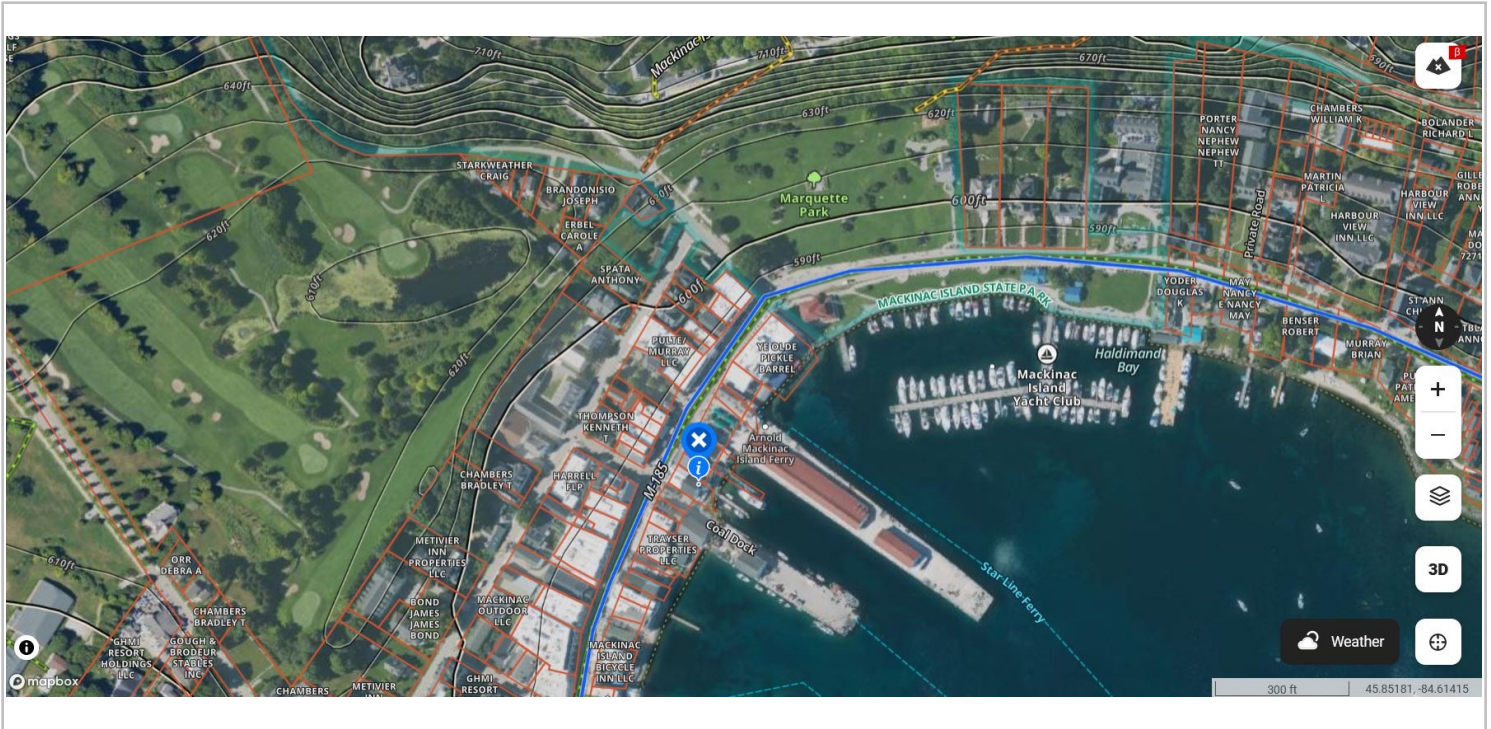 710ft
Mackinac Is
710ft
640ft
670ft
590ft
β
630ft
620ft
CHAMBERS
WILLIAM K
PORTER
NANCY
NEPHEW
NEPHEW
TT
BOLANDER
RICHARD L
STARKWEATHER
CRAIG
BRANDONISIO
JOSEPH
ERBEL
CAROLE
A
Marquette
Park
600ft
590ft
MARTIN
PATRICIA
L
HARBOUR
VIEW
INN LLC
HARBOUR
VIEW
INN LLC
Private Road
620ft
610ft
SPATA
ANTHONY
600ft
590ft
MACKINAC ISLAND STATE PARK
YODER
DOUGLAS
K
MAY
NANCY
E NANCY
MAY
BENSER
ROBERT
MURRAY
BRIAN
ST ANN
N
620ft
PULTE/
MURRAY
LLC
YE OLDE
PICKLE
BARREL
Haldimand
Bay
Mackinac
Island
Yacht Club
THOMPSON
KENNETH
T
Arnold
Mackinac
Island Ferry
M-185
i
CHAMBERS
BRADLEY T
HARRELL
FLP
Coal Dock
METIVIER
INN
PROPERTIES
LLC
TRAYSER
PROPERTIES
LLC
Star Line Ferry
610ft
ORR
DEBRA A
CHAMBERS
BRADLEY T
BOND
JAMES
JAMES
BOND
MACKINAC
OUTDOOR
LLC
GHMI
RESORT
HOLDINGS
LLC
GOUGH &
BRODEUR
STABLES
INC
MACKINAC
ISLAND
BICYCLE
INN LLC
CHAMBERS
METIVIER
GHMI
RESORT
+
−
3D
Weather
mapbox
300 ft
45.85181, -84.61415